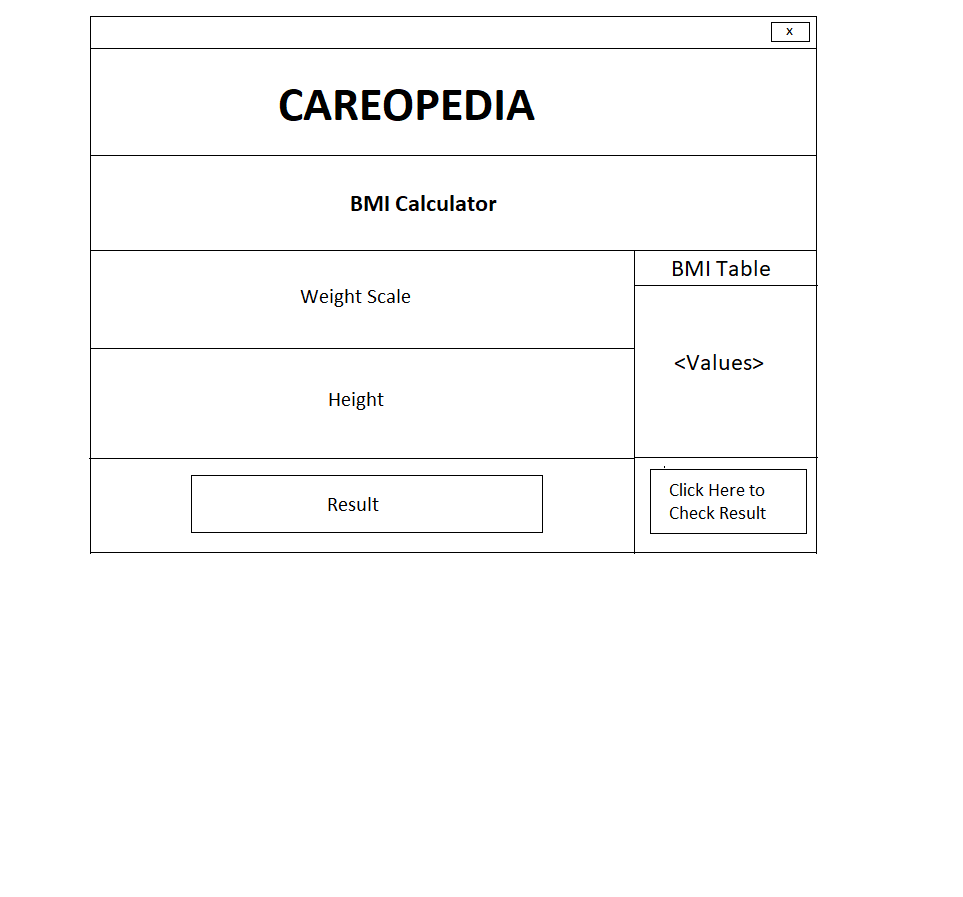 x
CAREOPEDIA
BMI Calculator
BMI Table
Weight Scale
<Values>
Height
Result
Click Here to
Check Result